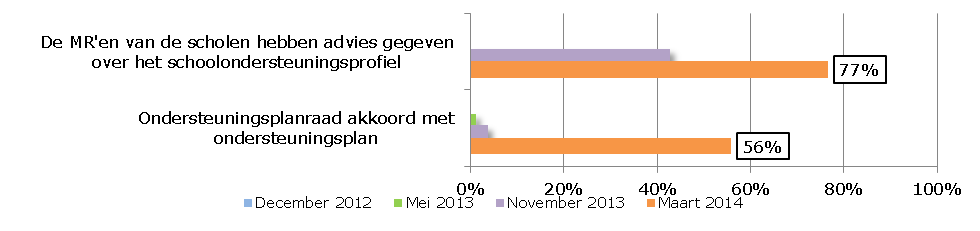 De MR'en van de scholen hebben advies gegeven
over het schoolondersteuningsprofiel
77%
Ondersteuningsplanraad akkoord met
ondersteuningsplan
56%
0% 20% 40% 60% 80% 100%
December 2012 Mei 2013 November 2013 Maart 2014